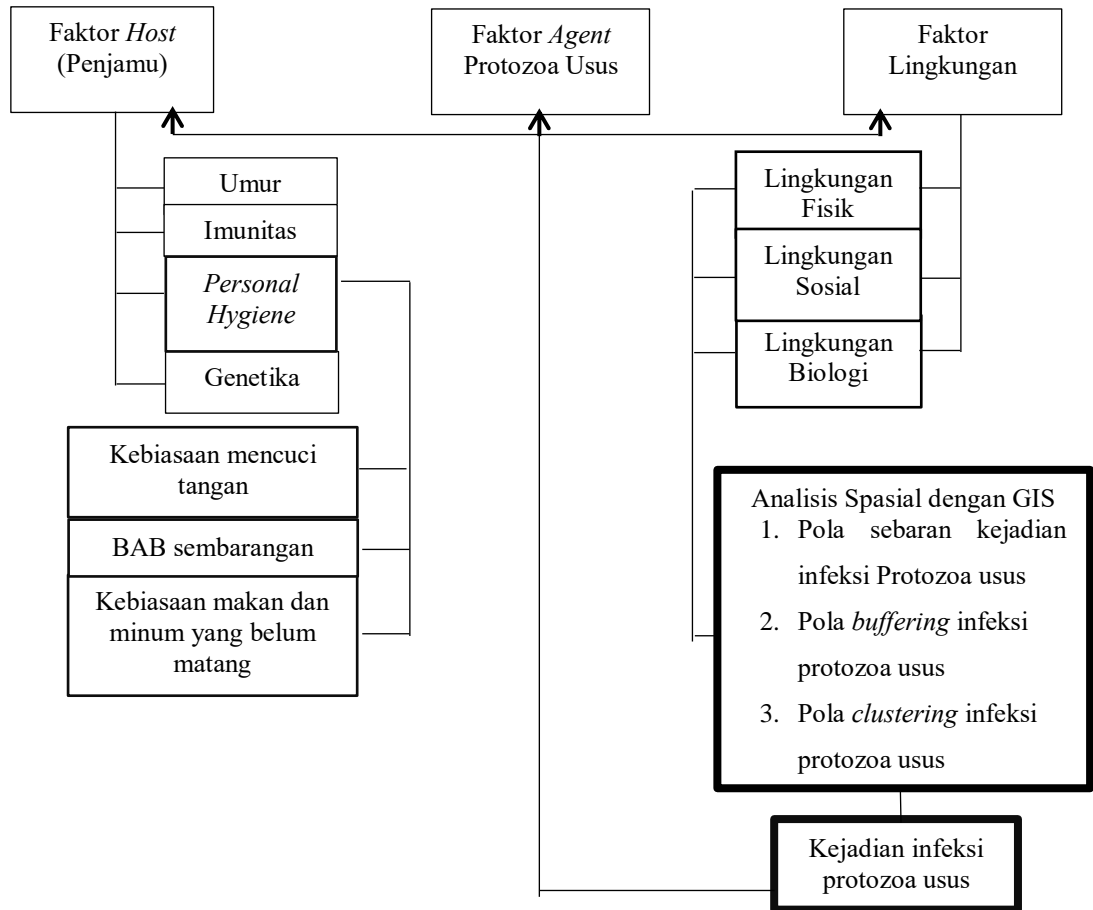 Faktor Host
(Penjamu)
Faktor Agent
Protozoa Usus
Faktor
Lingkungan
Umur
Imunitas
Personal
Hygiene
Genetika
Kebiasaan mencuci
tangan
BAB sembarangan
Kebiasaan makan dan
minum yang belum
matang
Lingkungan
Fisik
Lingkungan
Sosial
Lingkungan
Biologi
Analisis Spasial dengan GIS
1. Pola sebaran kejadian
infeksi Protozoa usus
2. Pola buffering infeksi
protozoa usus
3. Pola clustering infeksi
protozoa usus
Kejadian infeksi
protozoa usus